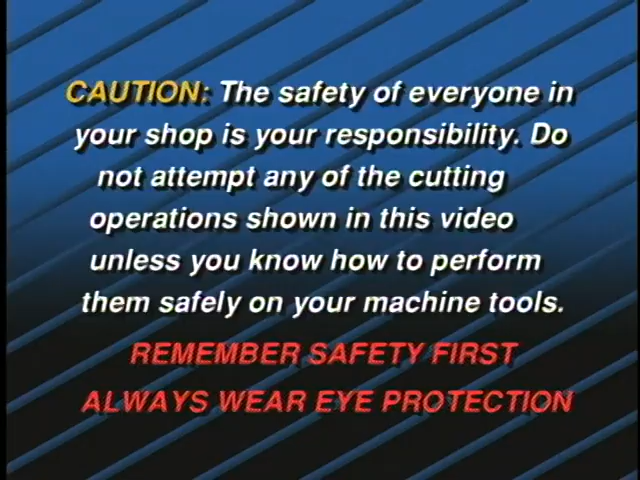 CAUTION: The safety of everyone in
your shop is your responsibility. Do
not attempt any of the cutting
operations shown in this video
unless you know how to perform
them safely on your machine tools.
REMEMBER SAFETY FIRST
ALWAYS WEAR EYE PROTECTION